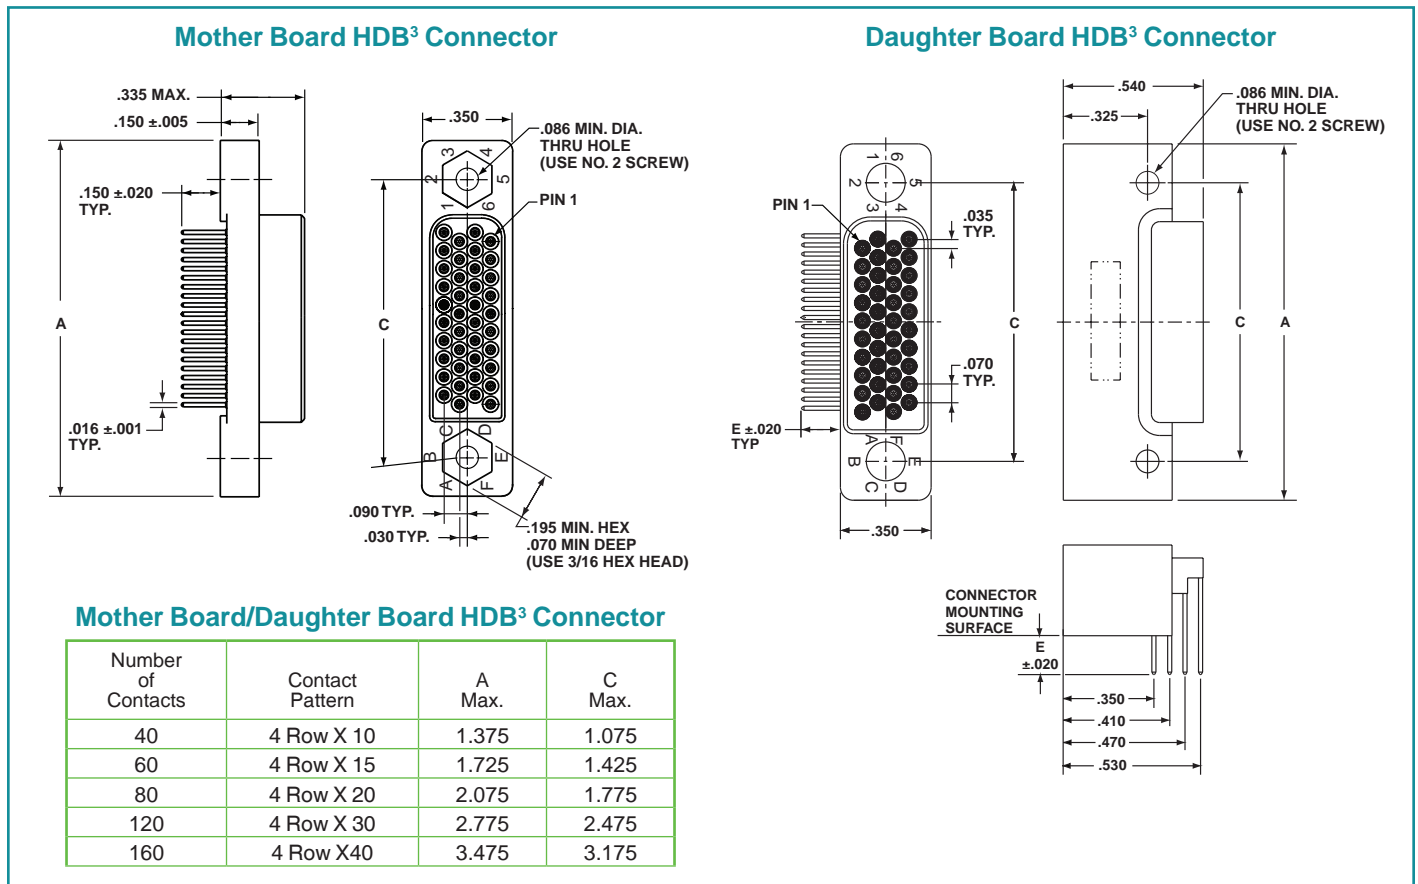 Mother Board HDB³ Connector
.335 MAX.
.150 ±.005
.150 ±.020
TYP.
A
.016 ±.001
TYP.
.350
.086 MIN. DIA.
THRU HOLE
(USE NO. 2 SCREW)
3 4
2 5
1 6
PIN 1
C
C D
B E
A F
.090 TYP.
.030 TYP.
.195 MIN. HEX
.070 MIN DEEP
(USE 3/16 HEX HEAD)
Daughter Board HDB³ Connector
1 6
2 5
3 4
PIN 1
.035
TYP.
C
.070
TYP.
E ±.020
TYP
A F
B E
C D
.350
.540
.325
.086 MIN. DIA.
THRU HOLE
(USE NO. 2 SCREW)
C
A
CONNECTOR
MOUNTING
SURFACE
E
±.020
.350
.410
.470
.530
Mother Board/Daughter Board HDB³ Connector
Number
of
Contacts
Contact
Pattern
A
Max.
C
Max.
40 4 Row X 10 1.375 1.075
60 4 Row X 15 1.725 1.425
80 4 Row X 20 2.075 1.775
120 4 Row X 30 2.775 2.475
160 4 Row X40 3.475 3.175